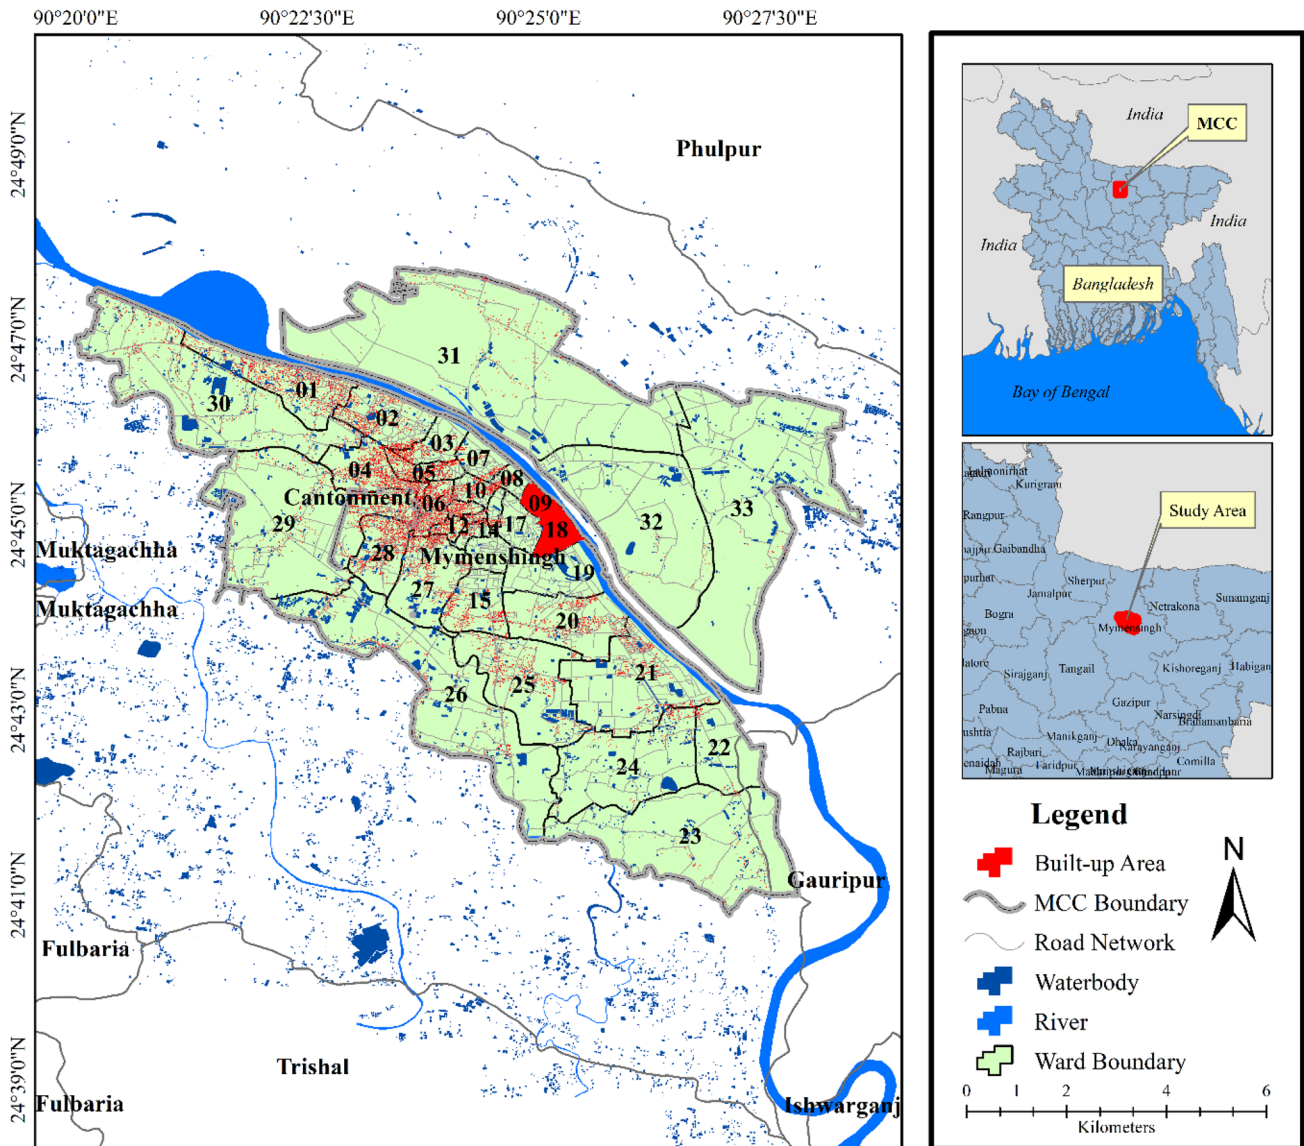 90°20'0"E
90°22'30"E
90°25'0"E
90°27'30"E
24°49'0"N
24°47'0"N
24°45'0"N
24°43'0"N
24°41'0"N
24°39'0"N
Phulpur
31
30
01
02
03
07
04
05
08
Cantonment
06
10
09
29
12
14
17
18
32
33
28
Mymenshingh
19
27
15
20
21
26
25
22
24
23
Muktagachha
Muktagachha
Fulbaria
Gauripur
Trishal
Fulbaria
Ishwarganj
India
MCC
India
India
Bangladesh
Bay of Bengal
Kurigram
Rangpur
Study Area
Gaibandha
Sherpur
Jamalpur
Netrakona
Sunamganj
Bogra
Mymensingh
Sirajganj
Tangail
Kishoreganj
Habigan
Pabna
Gazipur
Narsingdi
Brahamanbaria
Manikganj
Dhaka
Narayanganj
Rajbari
Faridpur
Comilla
Magura
Legend
Built-up Area
MCC Boundary
Road Network
Waterbody
River
Ward Boundary
N
0 1 2 4 6
Kilometers